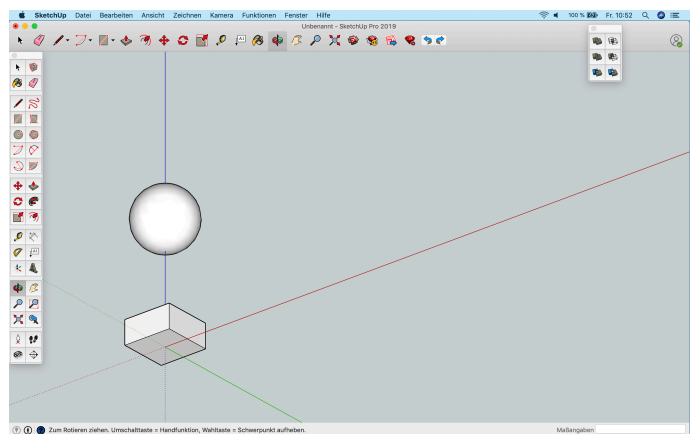 SketchUp Datei Bearbeiten Ansicht Zeichnen Kamera Funktionen Fenster Hilfe 100 % Fr. 10:52
Unbenannt - SketchUp Pro 2019
Zum Rotieren ziehen. Umschalttaste = Handfunktion, Wahltaste = Schwerpunkt aufheben. Maßangaben